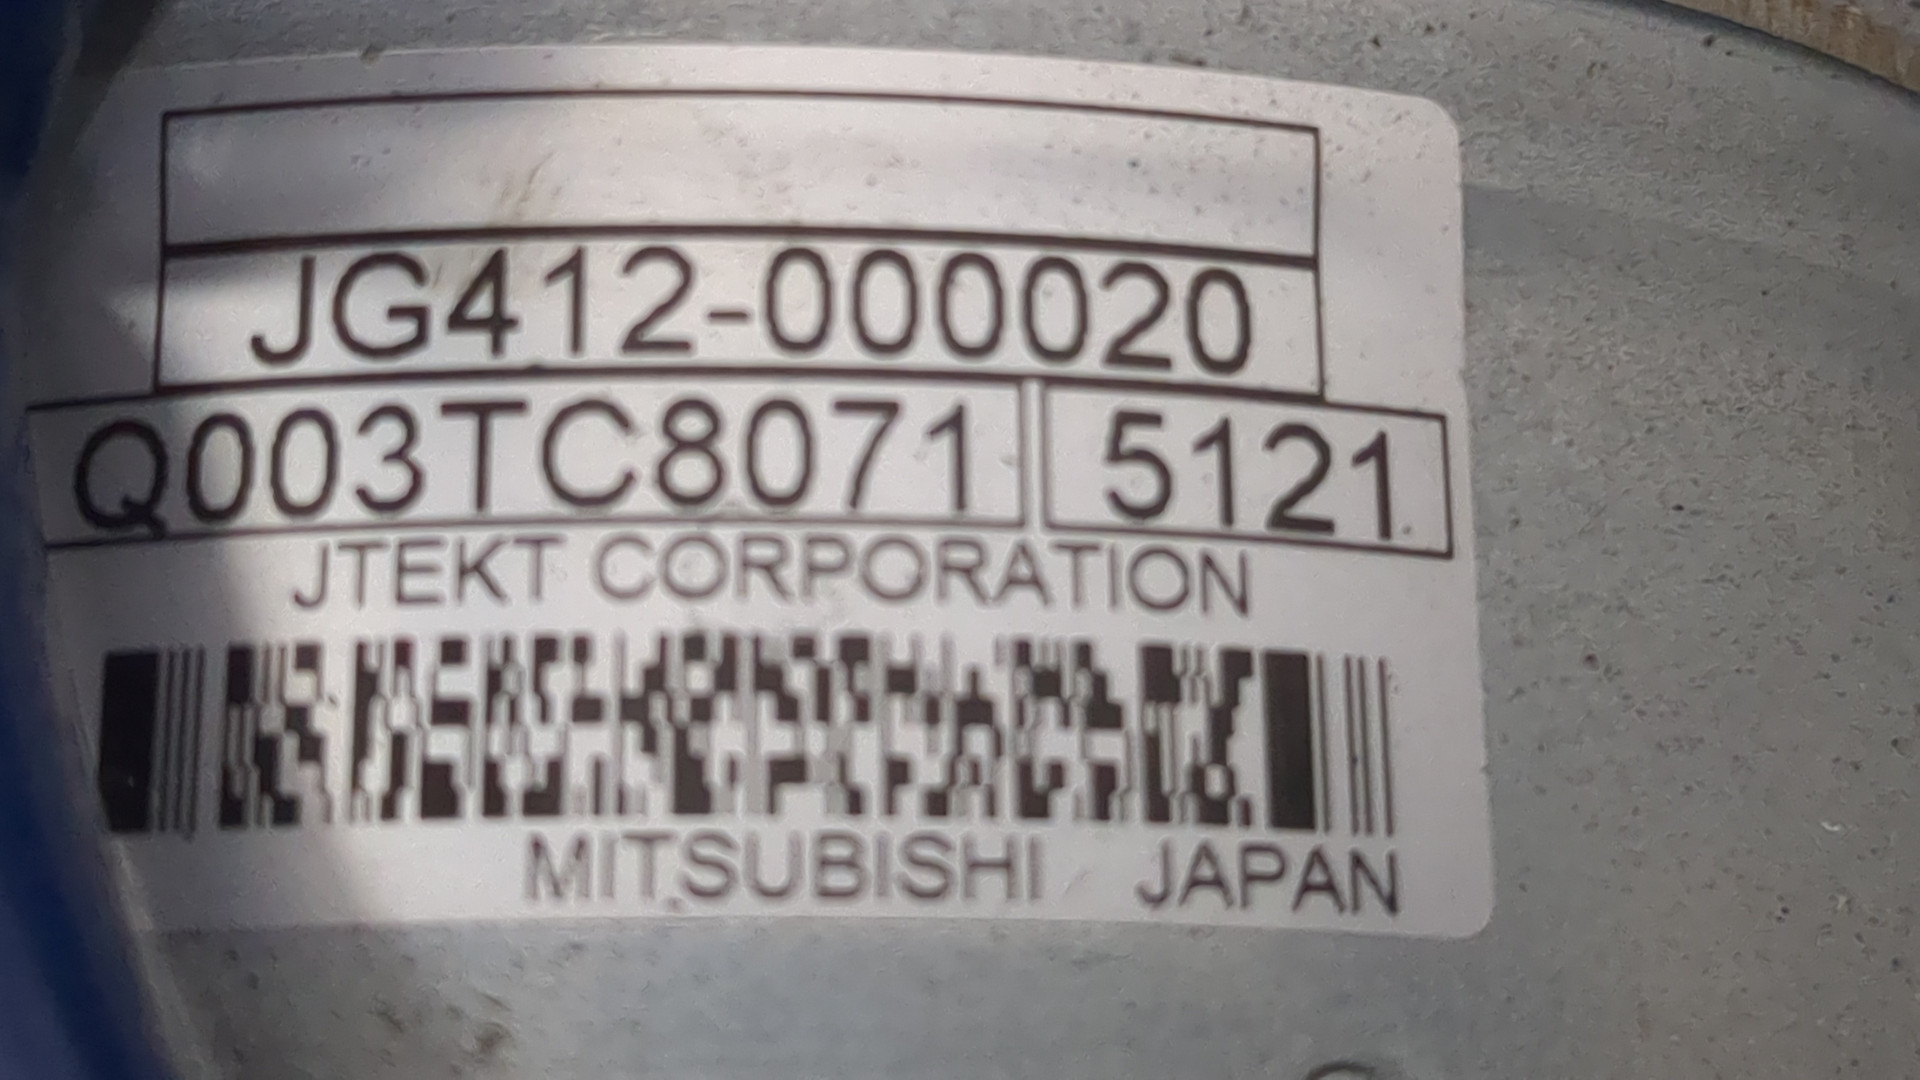 JG412-000020
Q003TC8071 5121
JTEKT CORPORATION
MITSUBISHI JAPAN